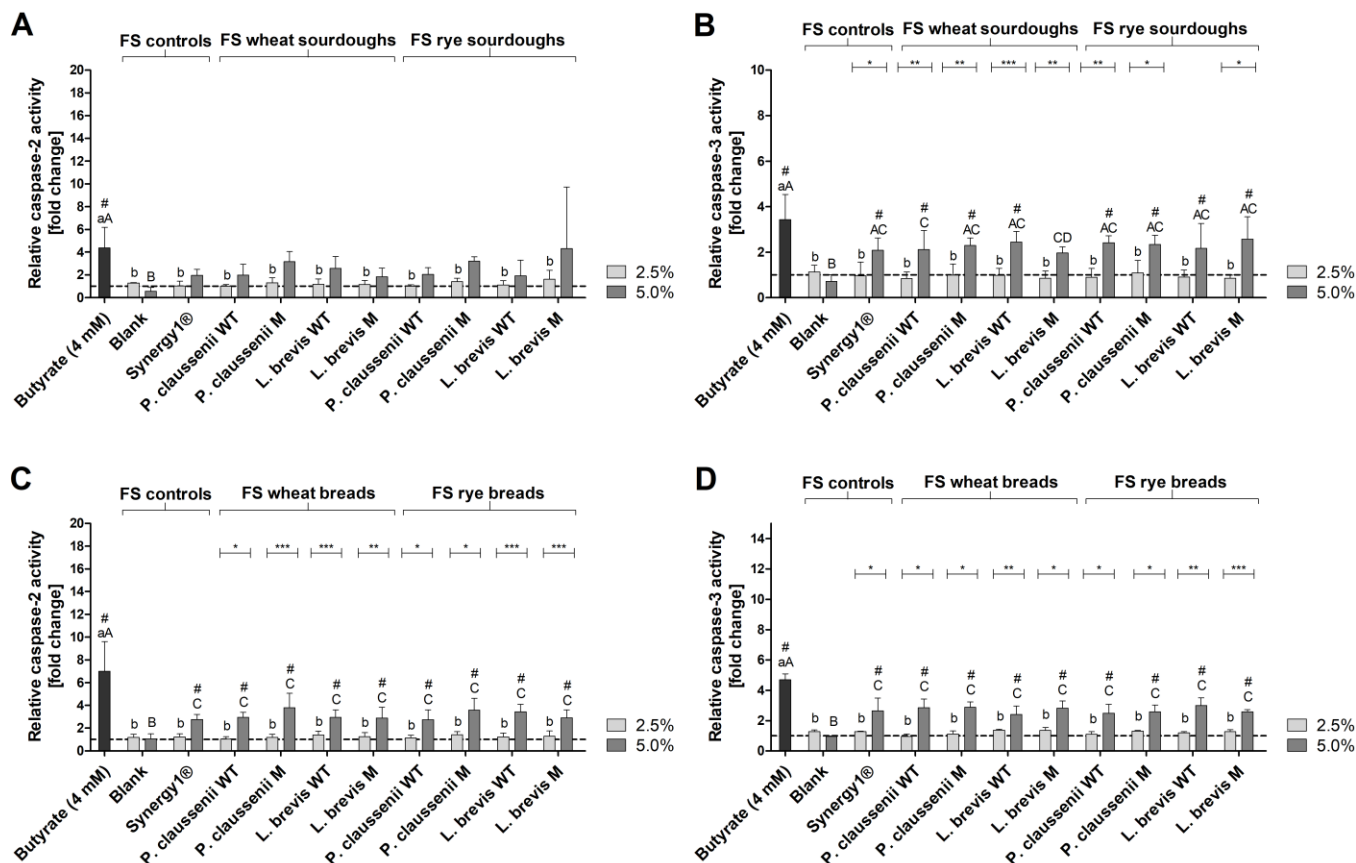 A
FS controls FS wheat sourdoughs FS rye sourdoughs
Relative caspase-2 activity
[fold change]
20
18
16
14
12
10
8
6
4
2
0
#
aA
b B b b b b b b b b b
2.5%
5.0%
Butyrate (4 mM)
Blank
Synergy1®
P. claussenii WT
P. claussenii M
L. brevis WT
L. brevis M
P. claussenii WT
P. claussenii M
L. brevis WT
L. brevis M
B
FS controls FS wheat sourdoughs FS rye sourdoughs
* ** ** *** ** ** * *
Relative caspase-3 activity
[fold change]
10
8
6
4
2
0
#
aA
# # # # # # # #
AC C AC AC CD AC AC AC AC
b B b b b b b b b b b
2.5%
5.0%
Butyrate (4 mM)
Blank
Synergy1®
P. claussenii WT
P. claussenii M
L. brevis WT
L. brevis M
P. claussenii WT
P. claussenii M
L. brevis WT
L. brevis M
C
FS controls FS wheat breads FS rye breads
* *** *** ** * * *** ***
Relative caspase-2 activity
[fold change]
20
18
16
14
12
10
8
6
4
2
0
#
aA
# # # # # # # # #
C C C C C C C C C
b B b b b b b b b b b
2.5%
5.0%
Butyrate (4 mM)
Blank
Synergy1®
P. claussenii WT
P. claussenii M
L. brevis WT
L. brevis M
P. claussenii WT
P. claussenii M
L. brevis WT
L. brevis M
D
FS controls FS wheat breads FS rye breads
* * * ** * * * ** ***
Relative caspase-3 activity
[fold change]
14
12
10
8
6
4
2
0
#
aA
# # # # # # # # #
C C C C C C C C C
b B b b b b b b b b b
2.5%
5.0%
Butyrate (4 mM)
Blank
Synergy1®
P. claussenii WT
P. claussenii M
L. brevis WT
L. brevis M
P. claussenii WT
P. claussenii M
L. brevis WT
L. brevis M